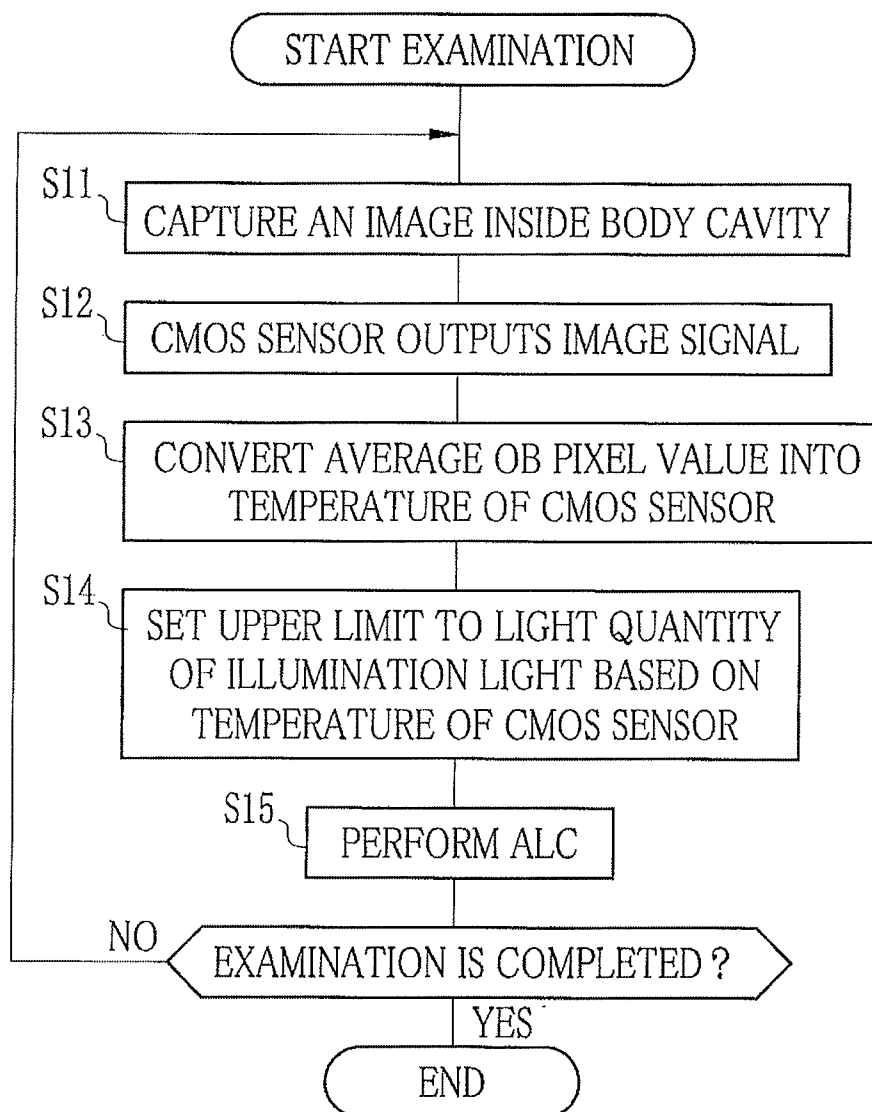 START EXAMINATION
S11
CAPTURE AN IMAGE INSIDE BODY CAVITY
S12
CMOS SENSOR OUTPUTS IMAGE SIGNAL
S13
CONVERT AVERAGE OB PIXEL VALUE INTO
TEMPERATURE OF CMOS SENSOR
S14
SET UPPER LIMIT TO LIGHT QUANTITY
OF ILLUMINATION LIGHT BASED ON
TEMPERATURE OF CMOS SENSOR
S15
PERFORM ALC
NO
EXAMINATION IS COMPLETED ?
YES
END